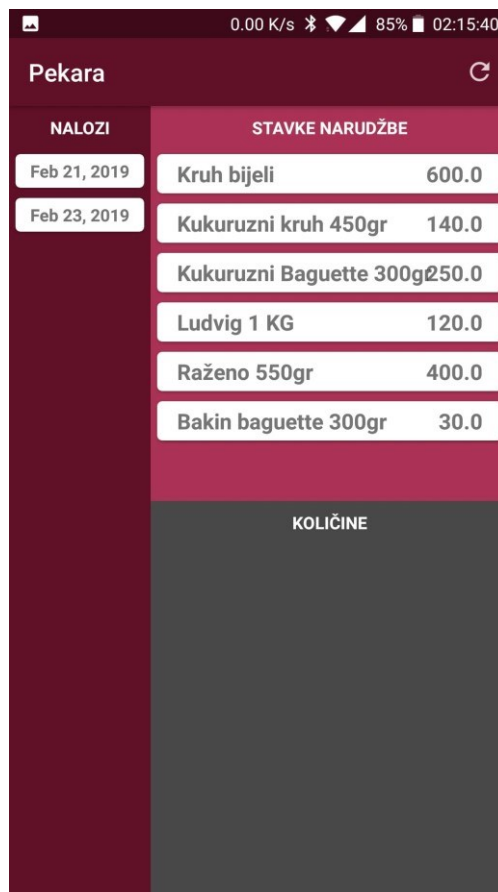 0.00 K/s 85% 02:15:40
Pekara
NALOZI
Feb 21, 2019
Feb 23, 2019
STAVKE NARUDŽBE
Kruh bijeli 600.0
Kukuruzni kruh 450gr 140.0
Kukuruzni Baguette 300gr 250.0
Ludvig 1 KG 120.0
Raženo 550gr 400.0
Bakin baguette 300gr 30.0
KOLIČINE